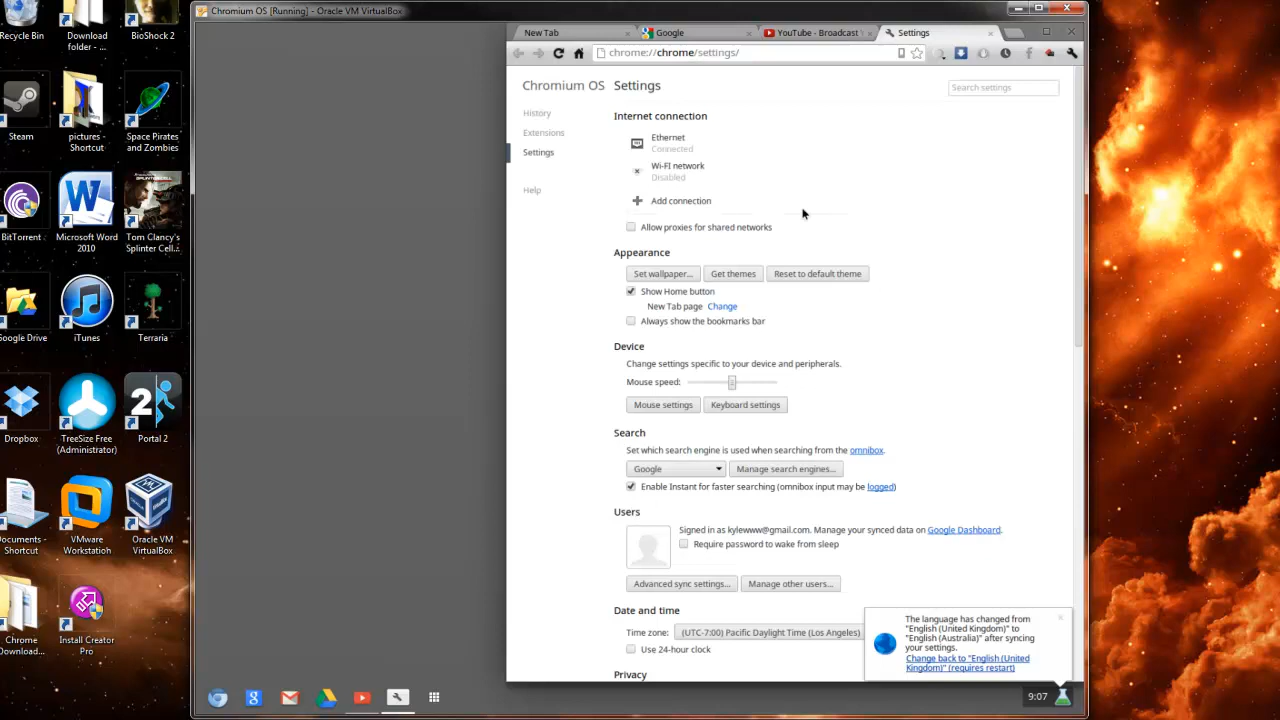 Chromium OS [Running] - Oracle VM VirtualBox
Recycle Bin
Download folder - ...
BioShock 2
Steam
pictures - Shortcut
Space Pirates and Zombies
BitTorrent
Microsoft Word 2010
Tom Clancy's Splinter Cell...
Google Drive
iTunes
Terraria
Dropbox
TreeSize Free (Administrator)
Portal 2
Documents - Shortcut
VMware Workstation
Oracle VM VirtualBox
Chrome
Install Creator Pro
New Tab
Google
YouTube - Broadcast
Settings
chrome://chrome/settings/
Chromium OS
Settings
Search settings
History
Extensions
Settings
Help
Internet connection
Ethernet
Connected
Wi-Fi network
Disabled
Add connection
Allow proxies for shared networks
Appearance
Set wallpaper...
Get themes
Reset to default theme
Show Home button
New Tab page Change
Always show the bookmarks bar
Device
Change settings specific to your device and peripherals.
Mouse speed:
Mouse settings
Keyboard settings
Search
Set which search engine is used when searching from the omnibox.
Google
Manage search engines...
Enable Instant for faster searching (omnibox input may be logged)
Users
Signed in as kylewww@gmail.com. Manage your synced data on Google Dashboard.
Require password to wake from sleep
Advanced sync settings...
Manage other users...
Date and time
Time zone: (UTC-7:00) Pacific Daylight Time (Los Angeles)
Use 24-hour clock
Privacy
The language has changed from
"English (United Kingdom)" to
"English (Australia)" after syncing
your settings.
Change back to "English (United
Kingdom)" (requires restart)
9:07